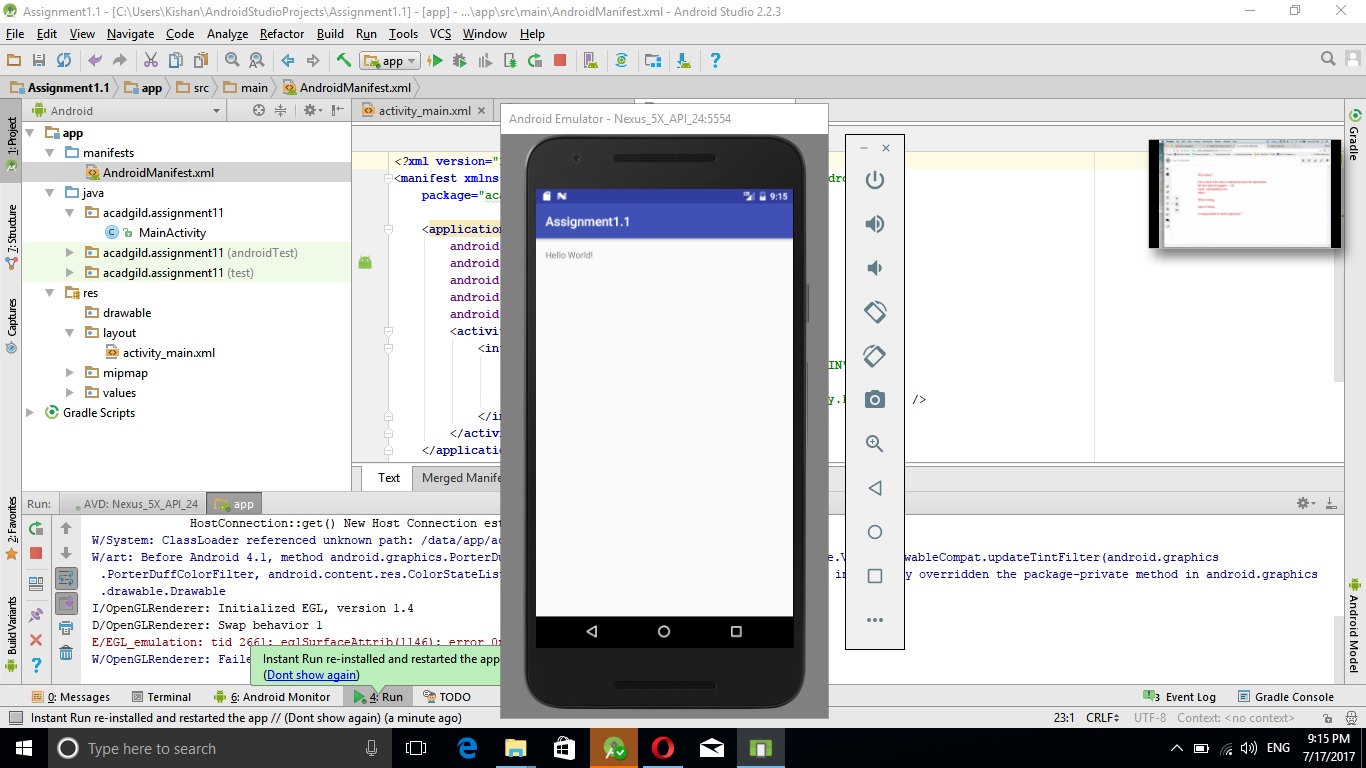 Assignment1.1 - [C:\Users\Kishan\AndroidStudioProjects\Assignment1.1] - [app] - ...\app\src\main\AndroidManifest.xml - Android Studio 2.2.3
File Edit View Navigate Code Analyze Refactor Build Run Tools VCS Window Help
app
Assignment1.1 app src main AndroidManifest.xml
1: Project
7: Structure
Captures
2: Favorites
Build Variants
Android
app
manifests
AndroidManifest.xml
java
acadgild.assignment11
MainActivity
acadgild.assignment11 (androidTest)
acadgild.assignment11 (test)
res
drawable
layout
activity_main.xml
mipmap
values
Gradle Scripts
activity_main.xml
<?xml version="
<manifest xmlns
package="aca
<application
android
android
android
android
android
<activi
<in
IN"
y. />
</in
</activi
</applicatio
Text Merged Manife
Android Emulator - Nexus_5X_API_24:5554
9:15
Assignment1.1
Hello World!
Gradle
Android Model
Run: AVD: Nexus_5X_API_24 app
HostConnection::get() New Host Connection est
W/System: ClassLoader referenced unknown path: /data/app/ac
W/art: Before Android 4.1, method android.graphics.PorterDu awableCompat.updateTintFilter(android.graphics
.PorterDuffColorFilter, android.content.res.ColorStateList in y overridden the package-private method in android.graphics
.drawable.Drawable
I/OpenGLRenderer: Initialized EGL, version 1.4
D/OpenGLRenderer: Swap behavior 1
E/EGL_emulation: tid 2661: eglSurfaceAttrib(1146): error 0x
W/OpenGLRenderer: Faile
Instant Run re-installed and restarted the app
(Dont show again)
0: Messages Terminal 6: Android Monitor 4: Run TODO 3 Event Log Gradle Console
Instant Run re-installed and restarted the app // (Dont show again) (a minute ago) 23:1 CRLF UTF-8 Context: <no context>
Type here to search
ENG
9:15 PM
7/17/2017